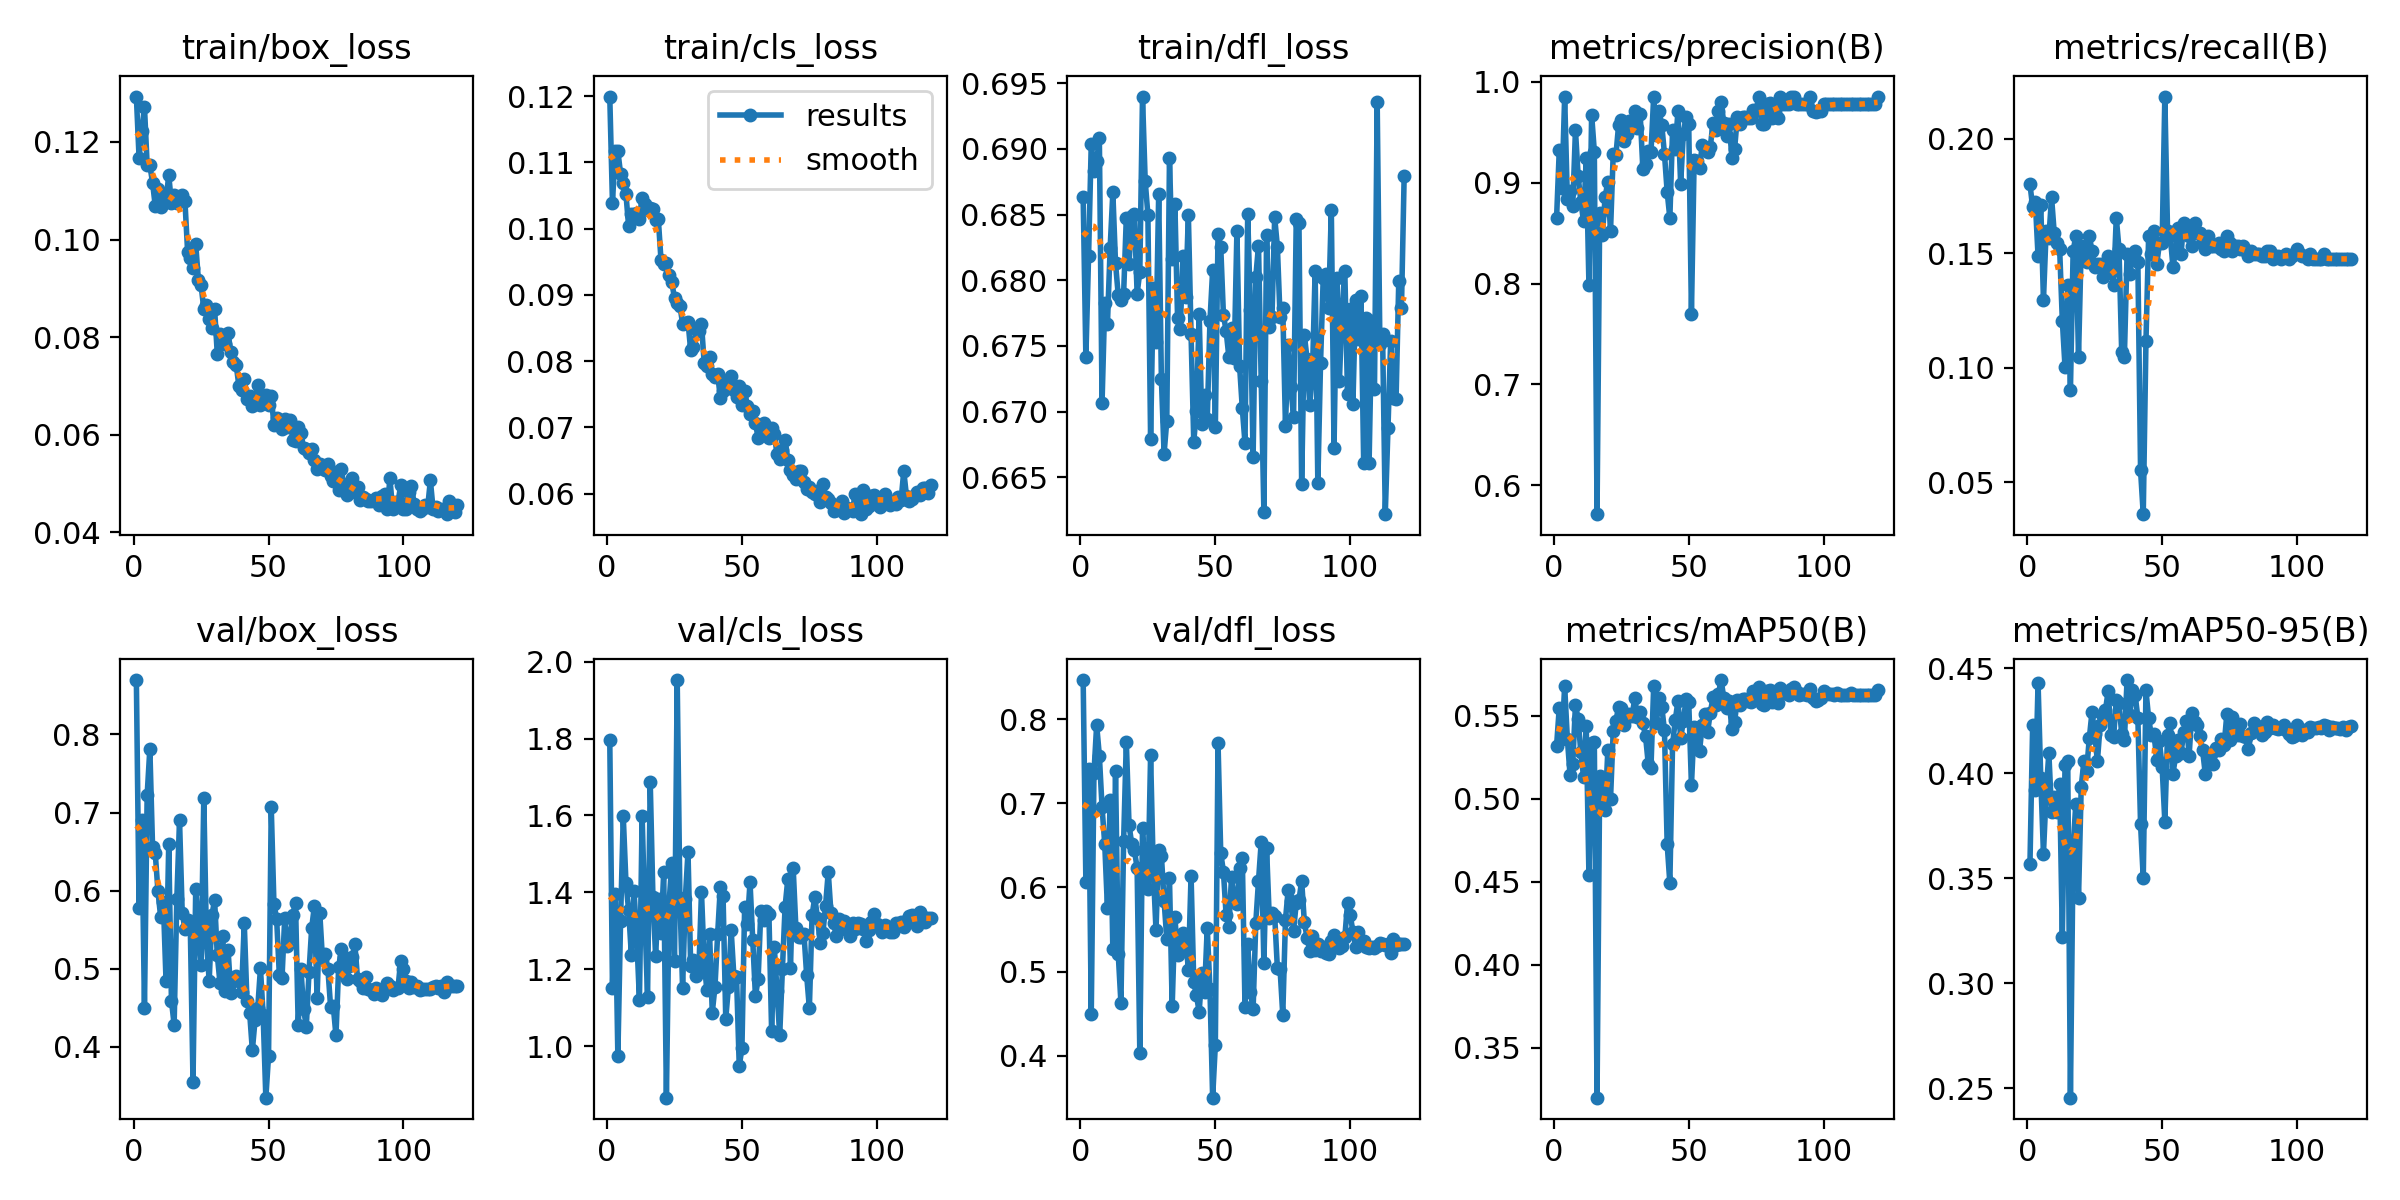 train/box_loss
train/cls_loss
train/dfl_loss
metrics/precision(B)
metrics/recall(B)
0.12
0.10
0.08
0.06
0.04
0 50 100
results
smooth
0.12
0.11
0.10
0.09
0.08
0.07
0.06
0 50 100
0.695
0.690
0.685
0.680
0.675
0.670
0.665
0 50 100
1.0
0.9
0.8
0.7
0.6
0 50 100
0.20
0.15
0.10
0.05
0 50 100
val/box_loss
val/cls_loss
val/dfl_loss
metrics/mAP50(B)
metrics/mAP50-95(B)
0.8
0.7
0.6
0.5
0.4
0 50 100
2.0
1.8
1.6
1.4
1.2
1.0
0 50 100
0.8
0.7
0.6
0.5
0.4
0 50 100
0.55
0.50
0.45
0.40
0.35
0 50 100
0.45
0.40
0.35
0.30
0.25
0 50 100